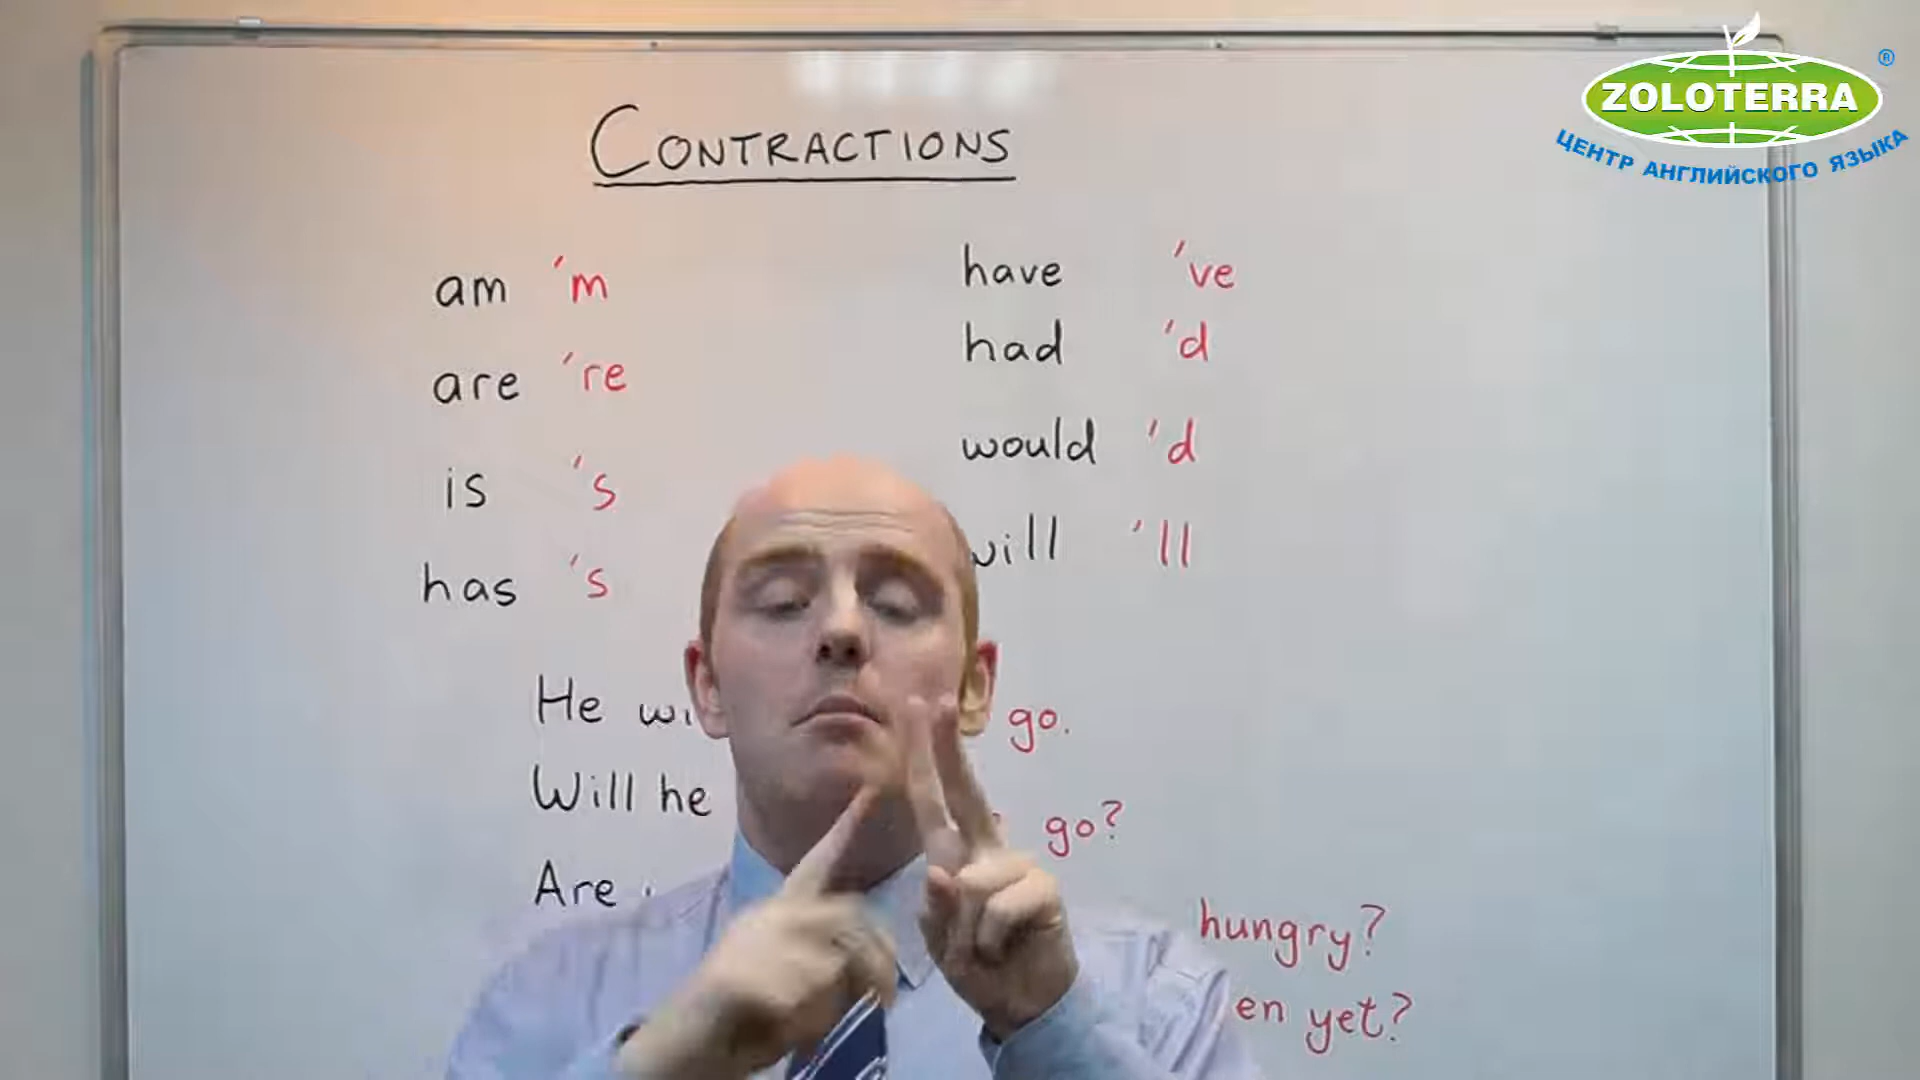 ZOLOTERRA ®
ЦЕНТР АНГЛИЙСКОГО ЯЗЫКА
CONTRACTIONS
am 'm
are 're
is 's
has 's
have 've
had 'd
would 'd
will 'll
He go.
Will he go?
Are hungry?
yet?